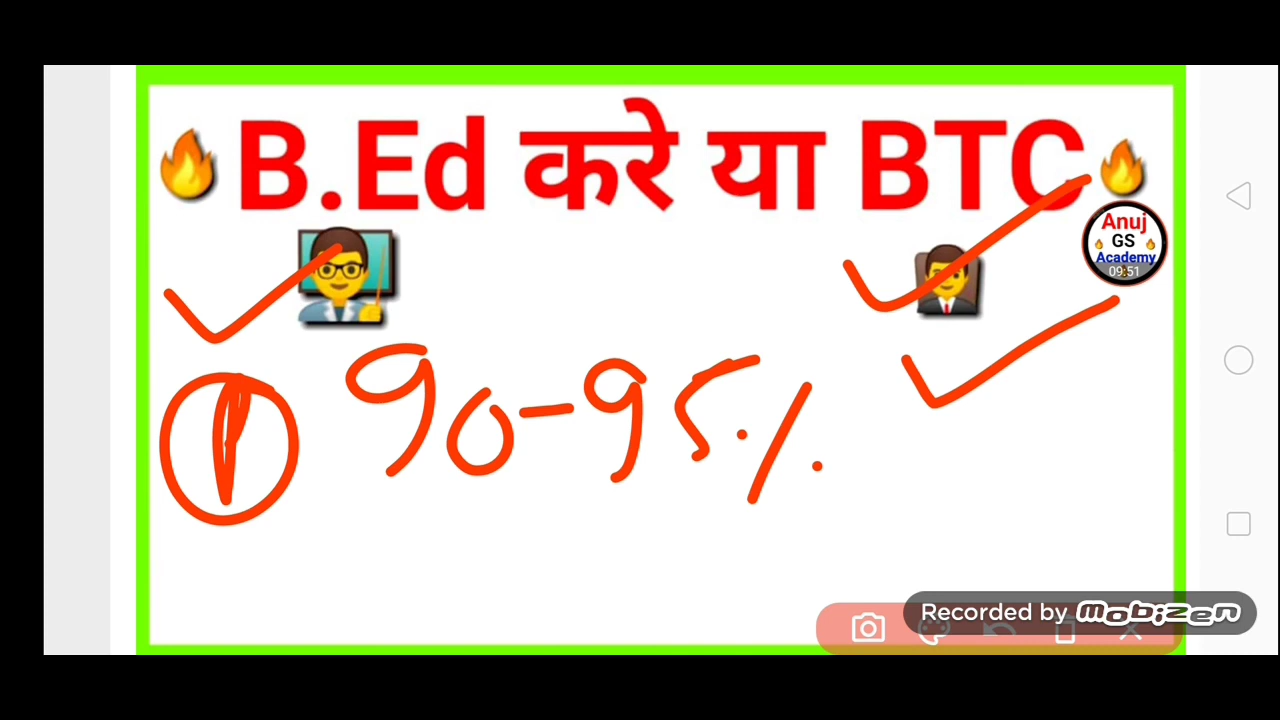 B.Ed करे या BTC
Anuj
GS
Academy
09:51
1 90-95%.
Recorded by Mobizen